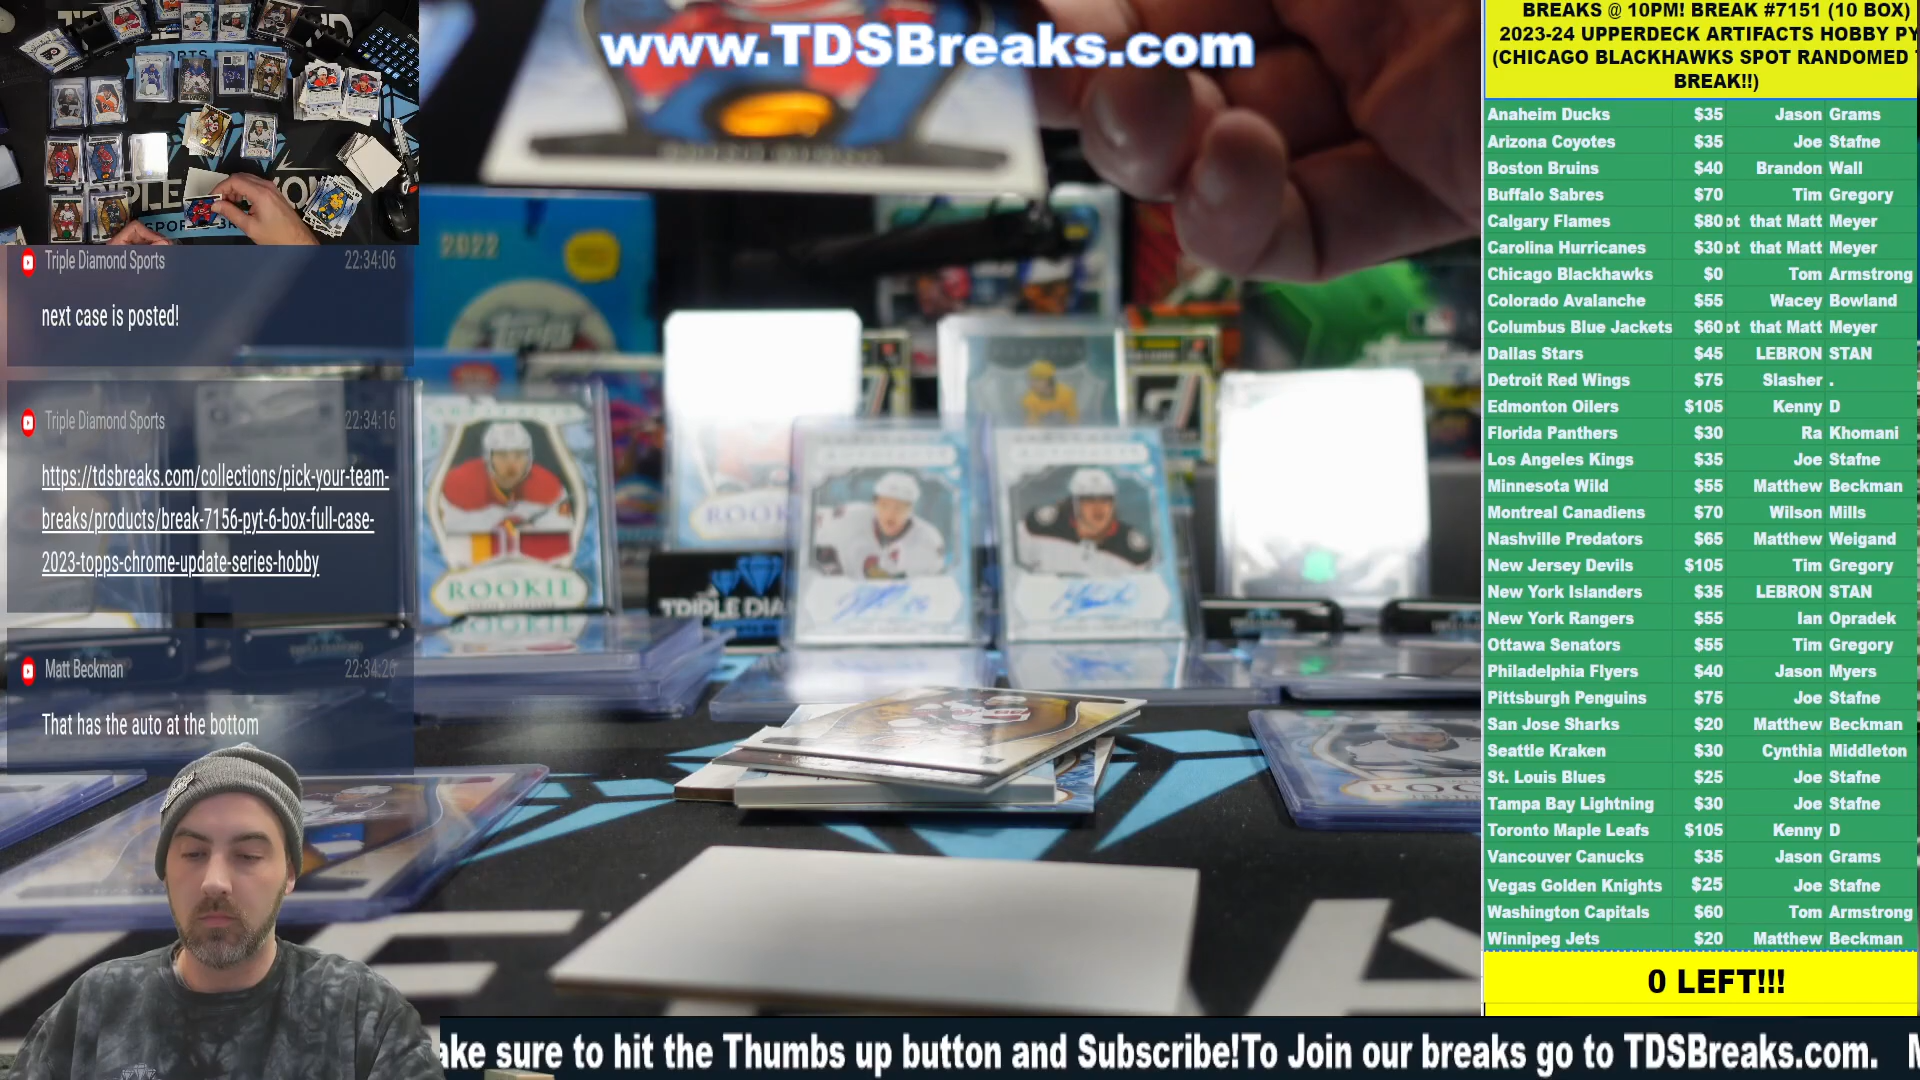 www.TDSBreaks.com
BREAKS @ 10PM! BREAK #7151 (10 BOX)
2023-24 UPPERDECK ARTIFACTS HOBBY PY
(CHICAGO BLACKHAWKS SPOT RANDOMED
BREAK!!)
Anaheim Ducks $35 Jason Grams
Arizona Coyotes $35 Joe Stafne
Boston Bruins $40 Brandon Wall
Buffalo Sabres $70 Tim Gregory
Calgary Flames $80 ot that Matt Meyer
Carolina Hurricanes $30 ot that Matt Meyer
Chicago Blackhawks $0 Tom Armstrong
Colorado Avalanche $55 Wacey Bowland
Columbus Blue Jackets $60 ot that Matt Meyer
Dallas Stars $45 LEBRON STAN
Detroit Red Wings $75 Slasher .
Edmonton Oilers $105 Kenny D
Florida Panthers $30 Ra Khomani
Los Angeles Kings $35 Joe Stafne
Minnesota Wild $55 Matthew Beckman
Montreal Canadiens $70 Wilson Mills
Nashville Predators $65 Matthew Weigand
New Jersey Devils $105 Tim Gregory
New York Islanders $35 LEBRON STAN
New York Rangers $55 Ian Opradek
Ottawa Senators $55 Tim Gregory
Philadelphia Flyers $40 Jason Myers
Pittsburgh Penguins $75 Joe Stafne
San Jose Sharks $20 Matthew Beckman
Seattle Kraken $30 Cynthia Middleton
St. Louis Blues $25 Joe Stafne
Tampa Bay Lightning $30 Joe Stafne
Toronto Maple Leafs $105 Kenny D
Vancouver Canucks $35 Jason Grams
Vegas Golden Knights $25 Joe Stafne
Washington Capitals $60 Tom Armstrong
Winnipeg Jets $20 Matthew Beckman
0 LEFT!!!
Triple Diamond Sports 22:34:06
next case is posted!
Triple Diamond Sports 22:34:16
https://tdsbreaks.com/collections/pick-your-team-
breaks/products/break-7156-pyt-6-box-full-case-
2023-topps-chrome-update-series-hobby
Matt Beckman 22:34:26
That has the auto at the bottom
2022
Topps
ROOKIE
ROOK
TRIPLE DIA
ROO
ake sure to hit the Thumbs up button and Subscribe!To Join our breaks go to TDSBreaks.com.